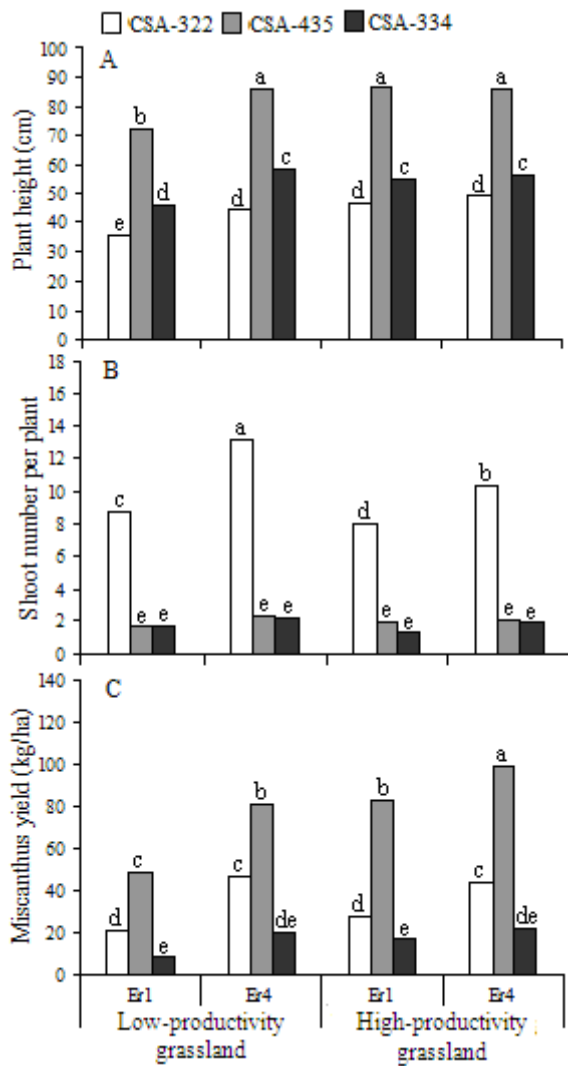 CSA-322 CSA-435 CSA-334
A
Plant height (cm)
100
90
80
70
60
50
40
30
20
10
0
e b d
d a c
d a c
d a c
B
Shoot number per plant
18
16
14
12
10
8
6
4
2
0
c e e
a e e
d e e
b e e
C
Miscanthus yield (kg/ha)
140
120
100
80
60
40
20
0
d c e
c b de
d b e
c a de
Er1 Er4 Er1 Er4
Low-productivity grassland
High-productivity grassland